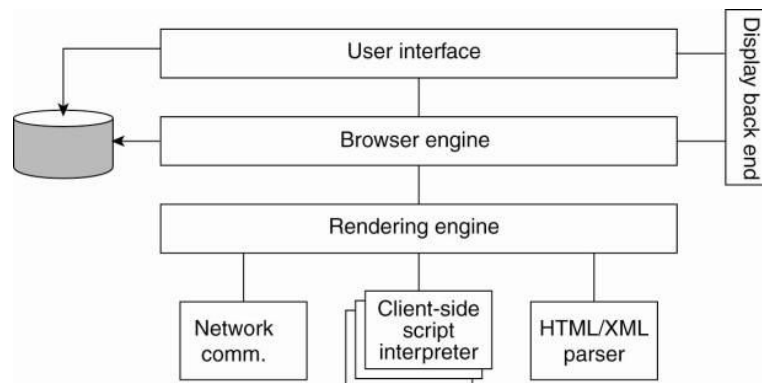 User interface
Display back end
Browser engine
Rendering engine
Network
comm.
Client-side
script
interpreter
HTML/XML
parser